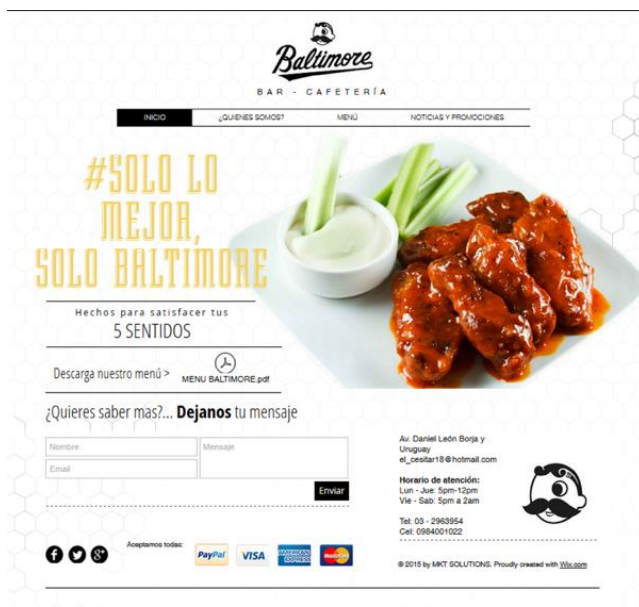 Baltimore
BAR - CAFETERÍA
INICIO
¿QUIENES SOMOS?
MENÚ
NOTICIAS Y PROMOCIONES
#SOLO LO
MEJOR,
SOLO BALTIMORE
Hechos para satisfacer tus
5 SENTIDOS
Descarga nuestro menú >
MENU BALTIMORE.pdf
¿Quieres saber mas?... Dejanos tu mensaje
Nombre
Mensaje
Email
Enviar
Av. Daniel León Borja y
Uruguay
el_cesitar18@hotmail.com
Horario de atención:
Lun - Jue: 5pm-12pm
Vie - Sab: 5pm a 2am
Tel: 03 - 2963954
Cel: 0984001022
Aceptamos todas:
PayPal
VISA
AMERICAN
EXPRESS
MasterCard
© 2015 by MKT SOLUTIONS. Proudly created with Wix.com